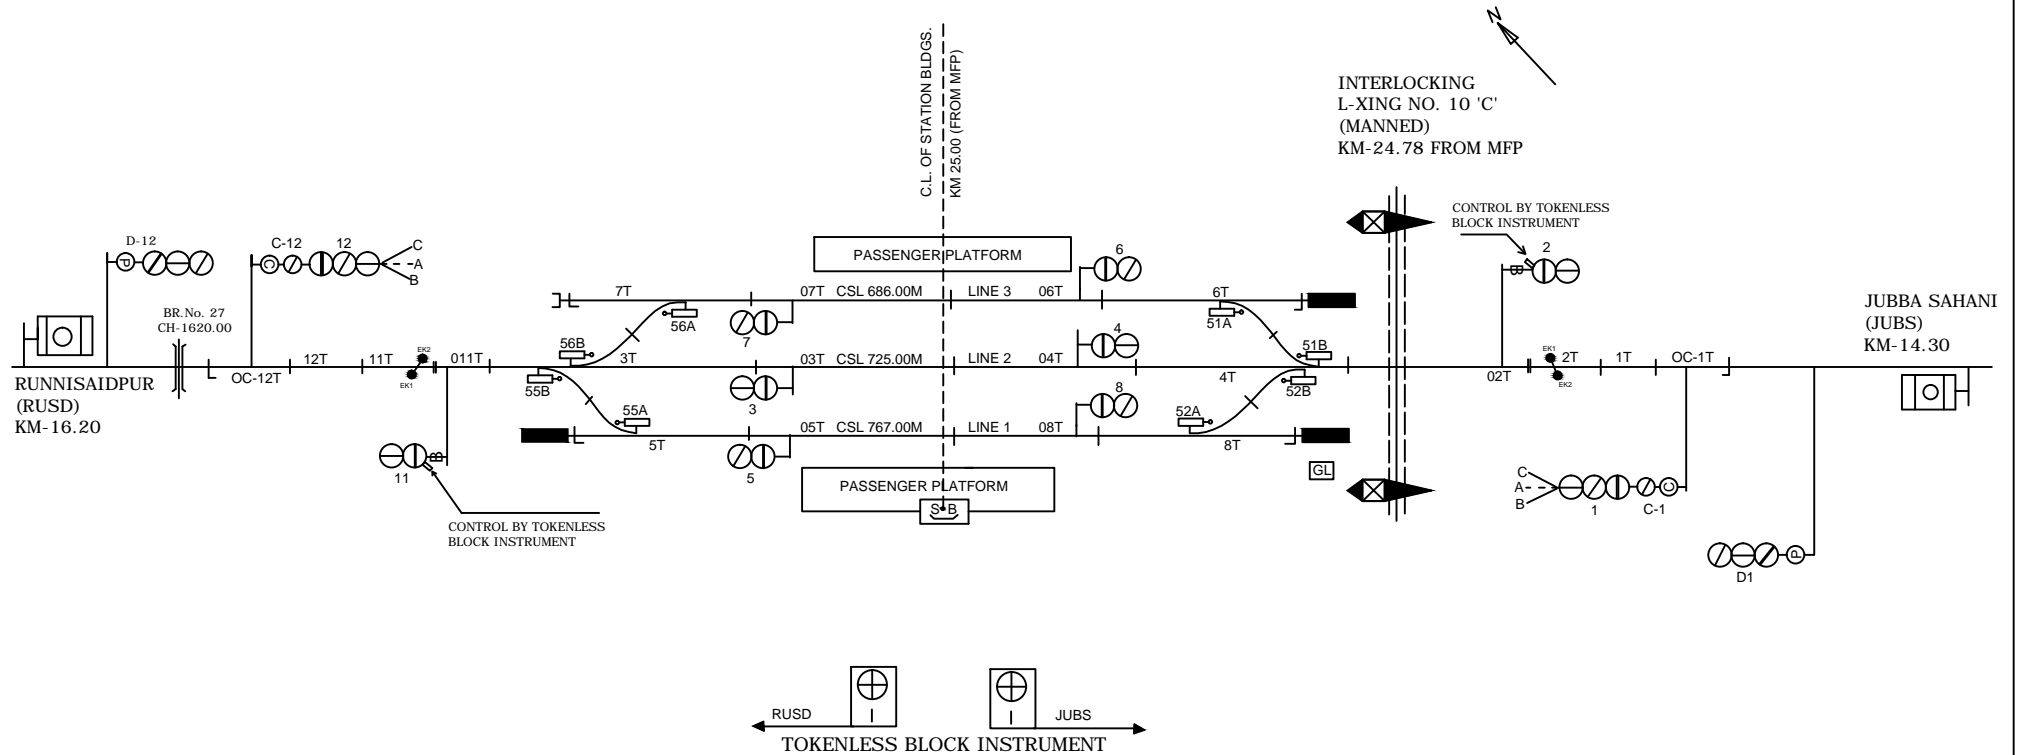 N
C.L. OF STATION BLDGS.
KM 25.00 (FROM MFP)
INTERLOCKING
L-XING NO. 10 'C'
(MANNED)
KM-24.78 FROM MFP
CONTROL BY TOKENLESS
BLOCK INSTRUMENT
D-12
P
C-12
12
C
C
A
B
PASSENGER PLATFORM
6
2
B
BR.No. 27
CH-1620.00
7T
07T CSL 686.00M LINE 3 06T
6T
56A
51A
7
JUBBA SAHANI
(JUBS)
KM-14.30
4
56B
51B
EK2
EK1
OC-12T
12T
11T
011T
3T
03T CSL 725.00M LINE 2 04T
4T
02T
EK1
EK2
2T
1T
OC-1T
RUNNISAIDPUR
(RUSD)
KM-16.20
55B
52B
3
8
55A
52A
5T
05T CSL 767.00M LINE 1 08T
8T
B
11
5
GL
PASSENGER PLATFORM
S B
C
A
B
1
C-1
C
CONTROL BY TOKENLESS
BLOCK INSTRUMENT
P
D1
RUSD
JUBS
TOKENLESS BLOCK INSTRUMENT